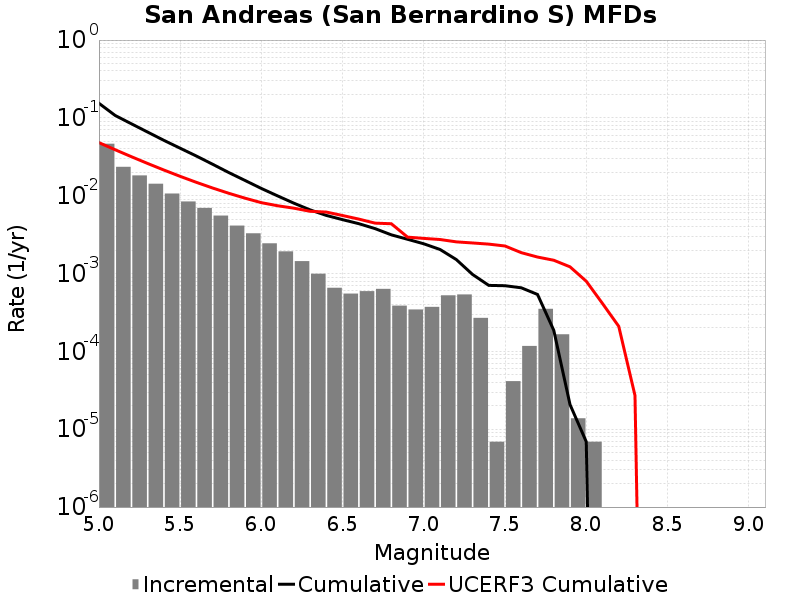 San Andreas (San Bernardino S) MFDs
10^0
10^-1
10^-2
10^-3
10^-4
10^-5
10^-6
Rate (1/yr)
5.0 5.5 6.0 6.5 7.0 7.5 8.0 8.5 9.0
Magnitude
Incremental Cumulative UCERF3 Cumulative